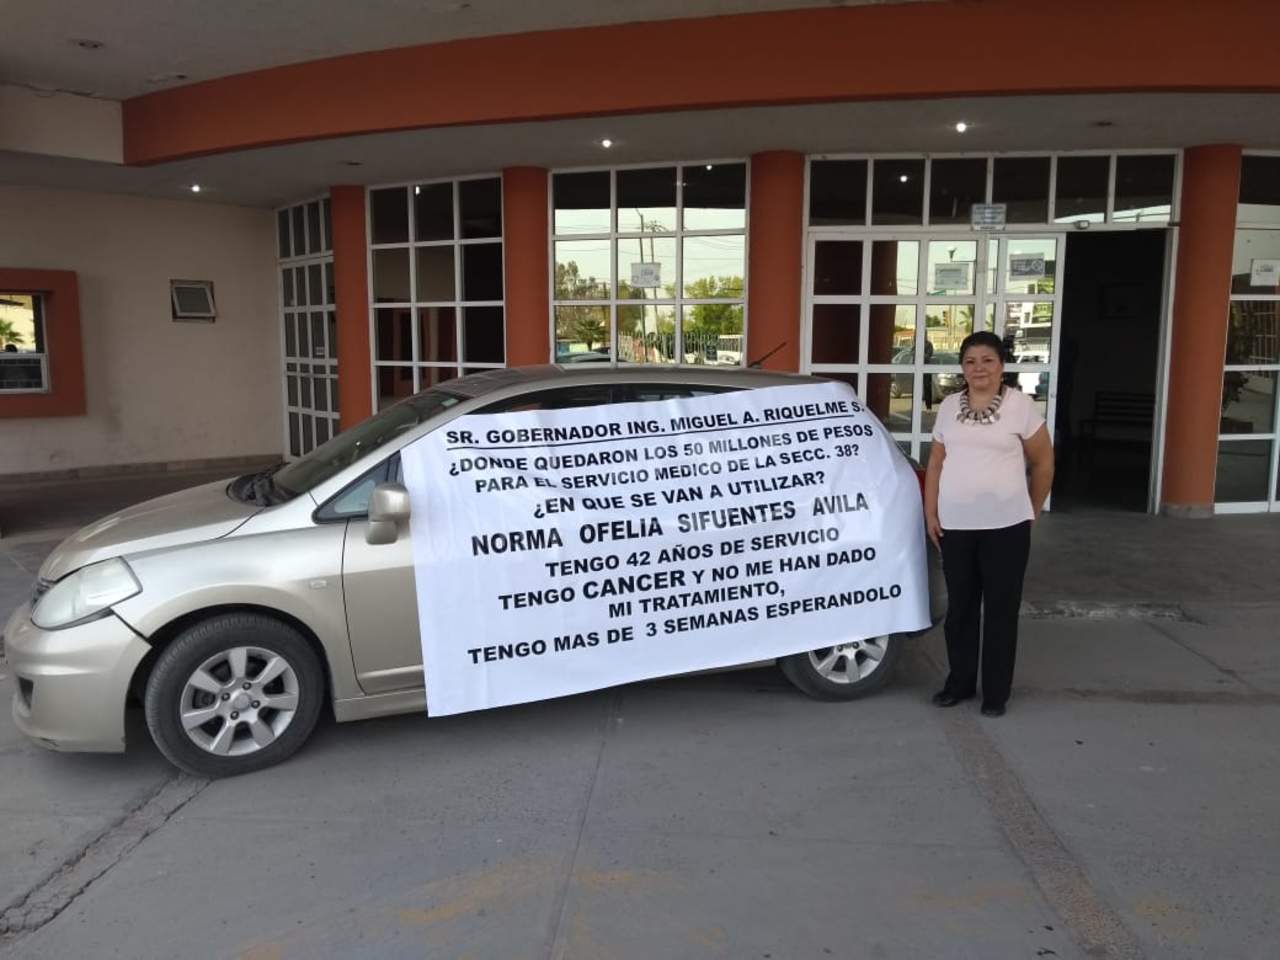 SR. GOBERNADOR ING. MIGUEL A. RIQUELME S.
¿DONDE QUEDARON LOS 50 MILLONES DE PESOS
PARA EL SERVICIO MEDICO DE LA SECC. 38?
¿EN QUE SE VAN A UTILIZAR?
NORMA OFELiA SIFUENTES AVILA
TENGO 42 AÑOS DE SERVICIO
TENGO CANCER Y NO ME HAN DADO
MI TRATAMIENTO,
TENGO MAS DE 3 SEMANAS ESPERANDOLO